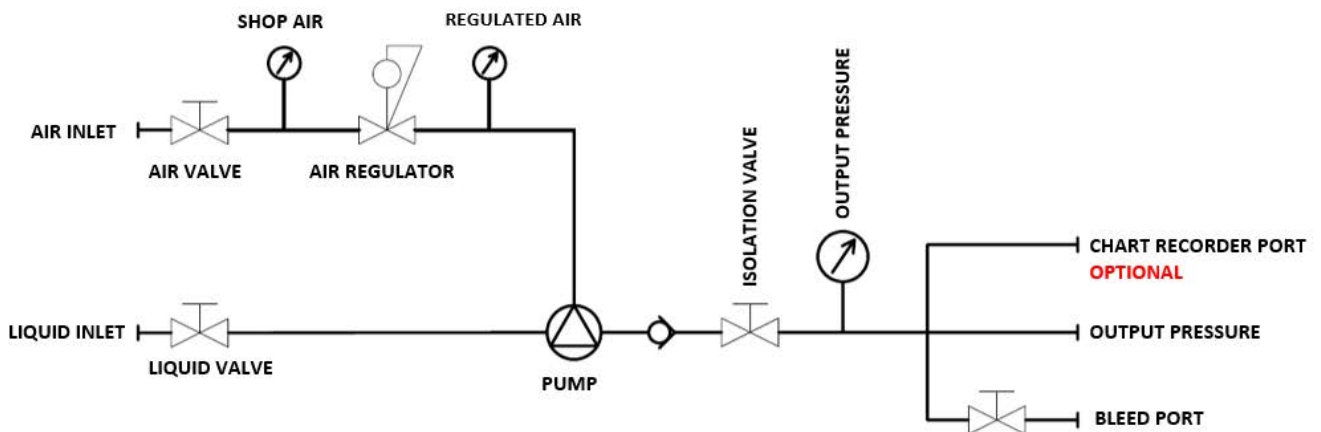 SHOP AIR
REGULATED AIR
AIR INLET
AIR VALVE
AIR REGULATOR
ISOLATION VALVE
OUTPUT PRESSURE
CHART RECORDER PORT
OPTIONAL
LIQUID INLET
OUTPUT PRESSURE
LIQUID VALVE
PUMP
BLEED PORT